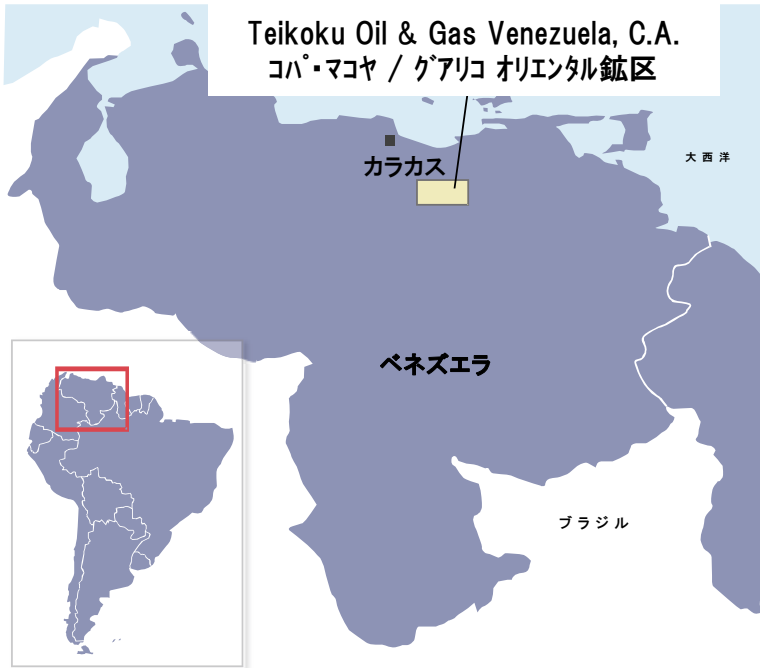 Teikoku Oil & Gas Venezuela, C.A.
コパ・マコヤ / グアリコ オリエンタル鉱区
カラカス
大西洋
ベネズエラ
ブラジル